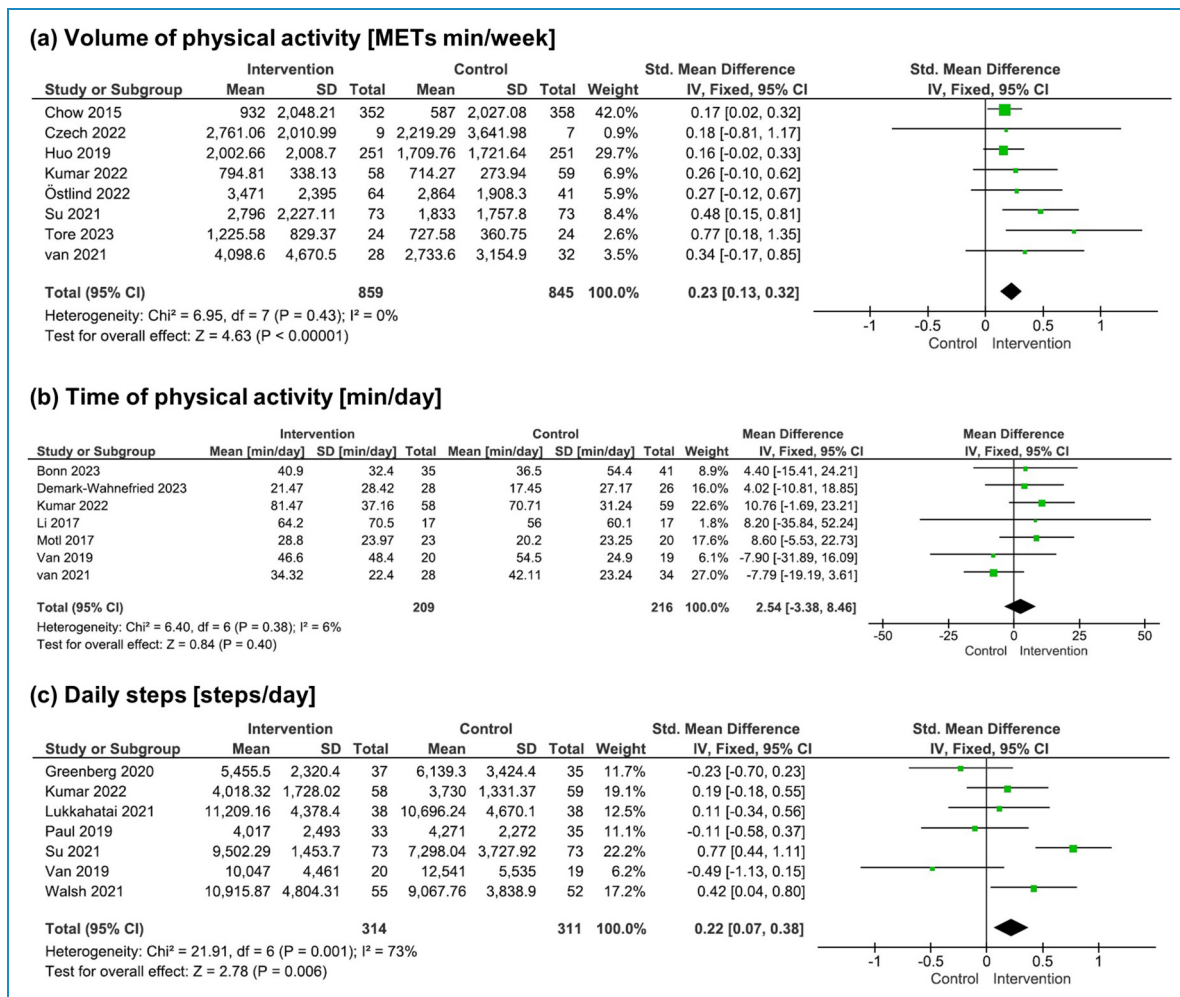 (a) Volume of physical activity [METs min/week]
Intervention Control Std. Mean Difference Std. Mean Difference
Study or Subgroup Mean SD Total Mean SD Total Weight IV, Fixed, 95% CI IV, Fixed, 95% CI
Chow 2015 932 2,048.21 352 587 2,027.08 358 42.0% 0.17 [0.02, 0.32]
Czech 2022 2,761.06 2,010.99 9 2,219.29 3,641.98 7 0.9% 0.18 [-0.81, 1.17]
Huo 2019 2,002.66 2,008.7 251 1,709.76 1,721.64 251 29.7% 0.16 [-0.02, 0.33]
Kumar 2022 794.81 338.13 58 714.27 273.94 59 6.9% 0.26 [-0.10, 0.62]
Östlind 2022 3,471 2,395 64 2,864 1,908.3 41 5.9% 0.27 [-0.12, 0.67]
Su 2021 2,796 2,227.11 73 1,833 1,757.8 73 8.4% 0.48 [0.15, 0.81]
Tore 2023 1,225.58 829.37 24 727.58 360.75 24 2.6% 0.77 [0.18, 1.35]
van 2021 4,098.6 4,670.5 28 2,733.6 3,154.9 32 3.5% 0.34 [-0.17, 0.85]
Total (95% CI) 859 845 100.0% 0.23 [0.13, 0.32]
Heterogeneity: Chi² = 6.95, df = 7 (P = 0.43); I² = 0%
Test for overall effect: Z = 4.63 (P < 0.00001)
-1 -0.5 0 0.5 1
Control Intervention
(b) Time of physical activity [min/day]
Intervention Control Mean Difference Mean Difference
Study or Subgroup Mean [min/day] SD [min/day] Total Mean [min/day] SD [min/day] Total Weight IV, Fixed, 95% CI IV, Fixed, 95% CI
Bonn 2023 40.9 32.4 35 36.5 54.4 41 8.9% 4.40 [-15.41, 24.21]
Demark-Wahnefried 2023 21.47 28.42 28 17.45 27.17 26 16.0% 4.02 [-10.81, 18.85]
Kumar 2022 81.47 37.16 58 70.71 31.24 59 22.6% 10.76 [-1.69, 23.21]
Li 2017 64.2 70.5 17 56 60.1 17 1.8% 8.20 [-35.84, 52.24]
Motl 2017 28.8 23.97 23 20.2 23.25 20 17.6% 8.60 [-5.53, 22.73]
Van 2019 46.6 48.4 20 54.5 24.9 19 6.1% -7.90 [-31.89, 16.09]
van 2021 34.32 22.4 28 42.11 23.24 34 27.0% -7.79 [-19.19, 3.61]
Total (95% CI) 209 216 100.0% 2.54 [-3.38, 8.46]
Heterogeneity: Chi² = 6.40, df = 6 (P = 0.38); I² = 6%
Test for overall effect: Z = 0.84 (P = 0.40)
-50 -25 0 25 50
Control Intervention
(c) Daily steps [steps/day]
Intervention Control Std. Mean Difference Std. Mean Difference
Study or Subgroup Mean SD Total Mean SD Total Weight IV, Fixed, 95% CI IV, Fixed, 95% CI
Greenberg 2020 5,455.5 2,320.4 37 6,139.3 3,424.4 35 11.7% -0.23 [-0.70, 0.23]
Kumar 2022 4,018.32 1,728.02 58 3,730 1,331.37 59 19.1% 0.19 [-0.18, 0.55]
Lukkahatai 2021 11,209.16 4,378.4 38 10,696.24 4,670.1 38 12.5% 0.11 [-0.34, 0.56]
Paul 2019 4,017 2,493 33 4,271 2,272 35 11.1% -0.11 [-0.58, 0.37]
Su 2021 9,502.29 1,453.7 73 7,298.04 3,727.92 73 22.2% 0.77 [0.44, 1.11]
Van 2019 10,047 4,461 20 12,541 5,535 19 6.2% -0.49 [-1.13, 0.15]
Walsh 2021 10,915.87 4,804.31 55 9,067.76 3,838.9 52 17.2% 0.42 [0.04, 0.80]
Total (95% CI) 314 311 100.0% 0.22 [0.07, 0.38]
Heterogeneity: Chi² = 21.91, df = 6 (P = 0.001); I² = 73%
Test for overall effect: Z = 2.78 (P = 0.006)
-1 -0.5 0 0.5 1
Control Intervention